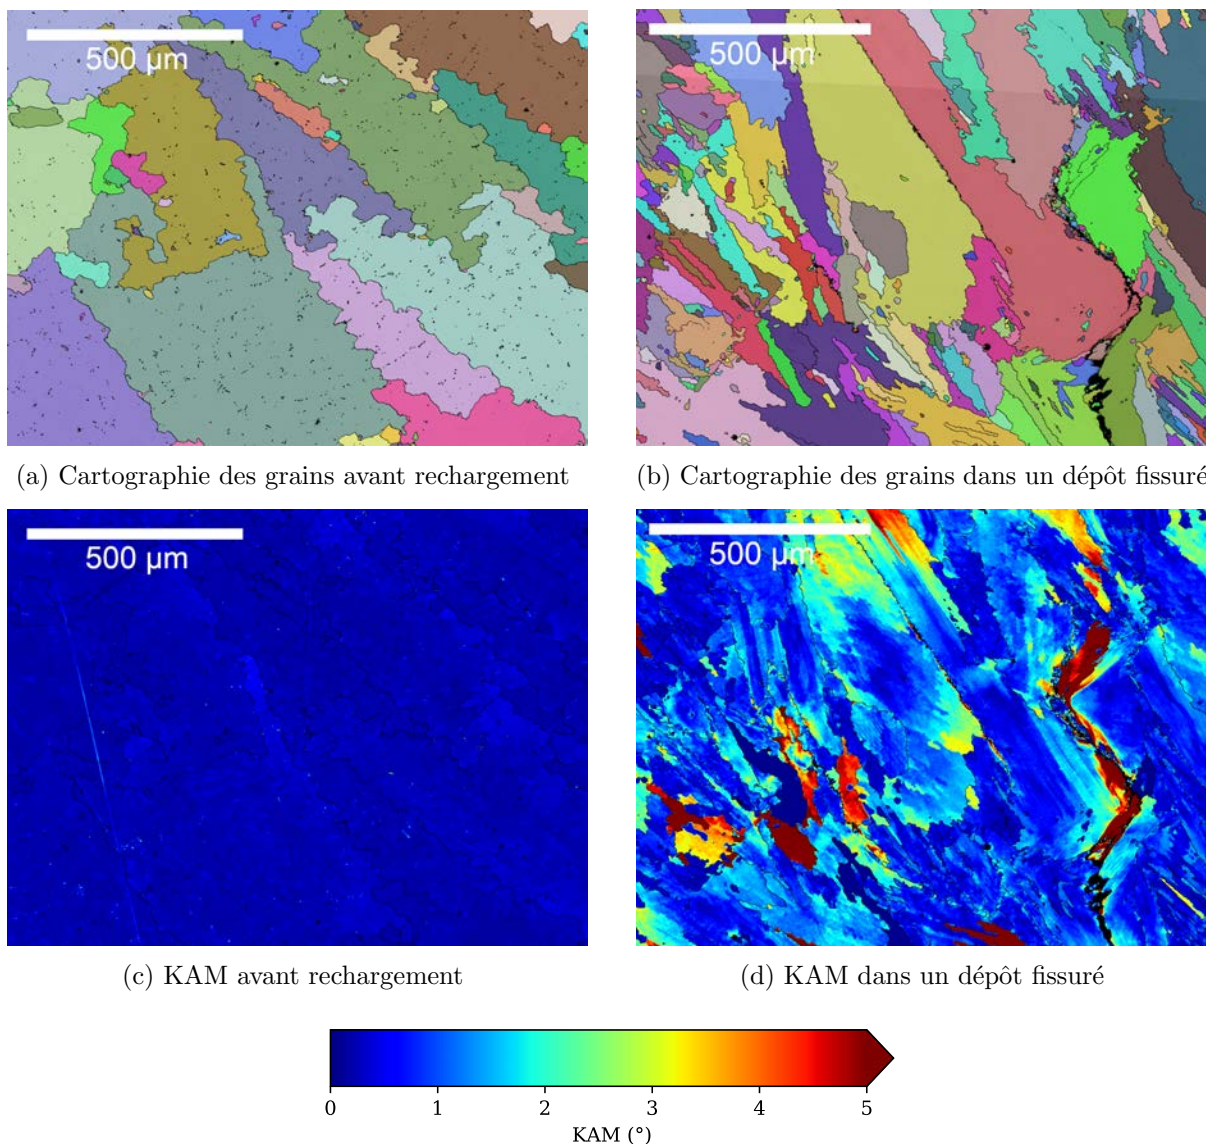 500 µm
500 µm
(a) Cartographie des grains avant rechargement
(b) Cartographie des grains dans un dépôt fissuré
500 µm
500 µm
(c) KAM avant rechargement
(d) KAM dans un dépôt fissuré
0 1 2 3 4 5
KAM (°)